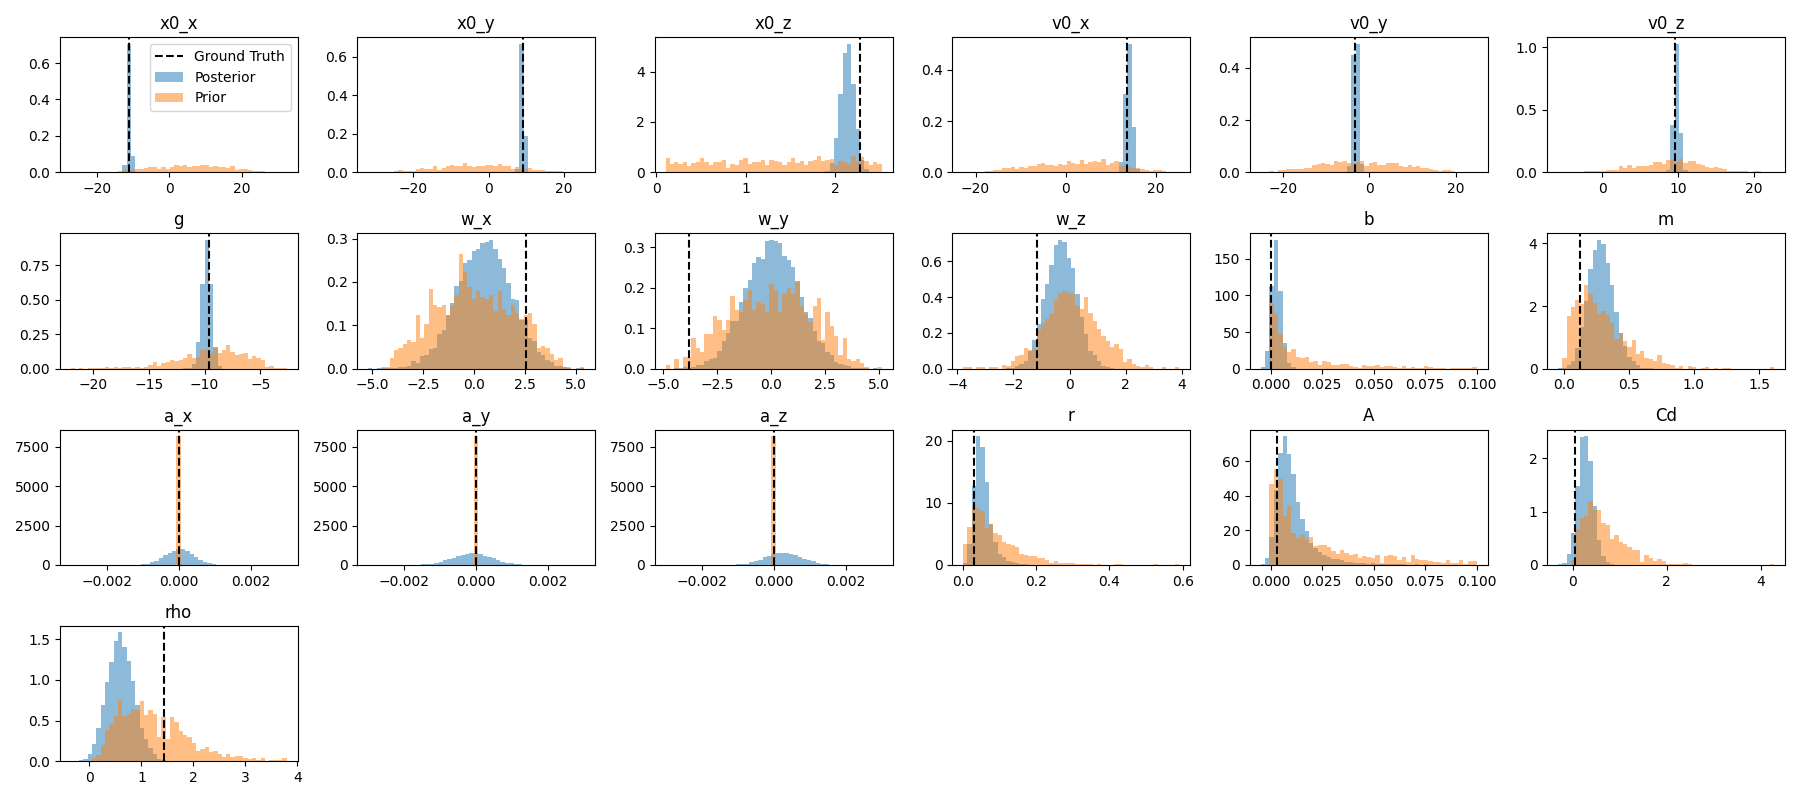 x0_x x0_y x0_z v0_x v0_y v0_z
Ground Truth
Posterior
Prior
0.6 0.4 0.2 0.0
−20 0 20
0.6 0.4 0.2 0.0
−20 0 20
4 2 0
0 1 2
0.4 0.2 0.0
−20 0 20
0.4 0.2 0.0
−20 0 20
1.0 0.5 0.0
0 10 20
g w_x w_y w_z b m
0.75 0.50 0.25 0.00
−20 −15 −10 −5
0.3 0.2 0.1 0.0
−5.0 −2.5 0.0 2.5 5.0
0.3 0.2 0.1 0.0
−5.0 −2.5 0.0 2.5 5.0
0.6 0.4 0.2 0.0
−4 −2 0 2 4
150 100 50 0
0.000 0.025 0.050 0.075 0.100
4 2 0
0.0 0.5 1.0 1.5
a_x a_y a_z r A Cd
7500 5000 2500 0
−0.002 0.000 0.002
7500 5000 2500 0
−0.002 0.000 0.002
7500 5000 2500 0
−0.002 0.000 0.002
20 10 0
0.0 0.2 0.4 0.6
60 40 20 0
0.000 0.025 0.050 0.075 0.100
2 1 0
0 2 4
rho
1.5 1.0 0.5 0.0
0 1 2 3 4